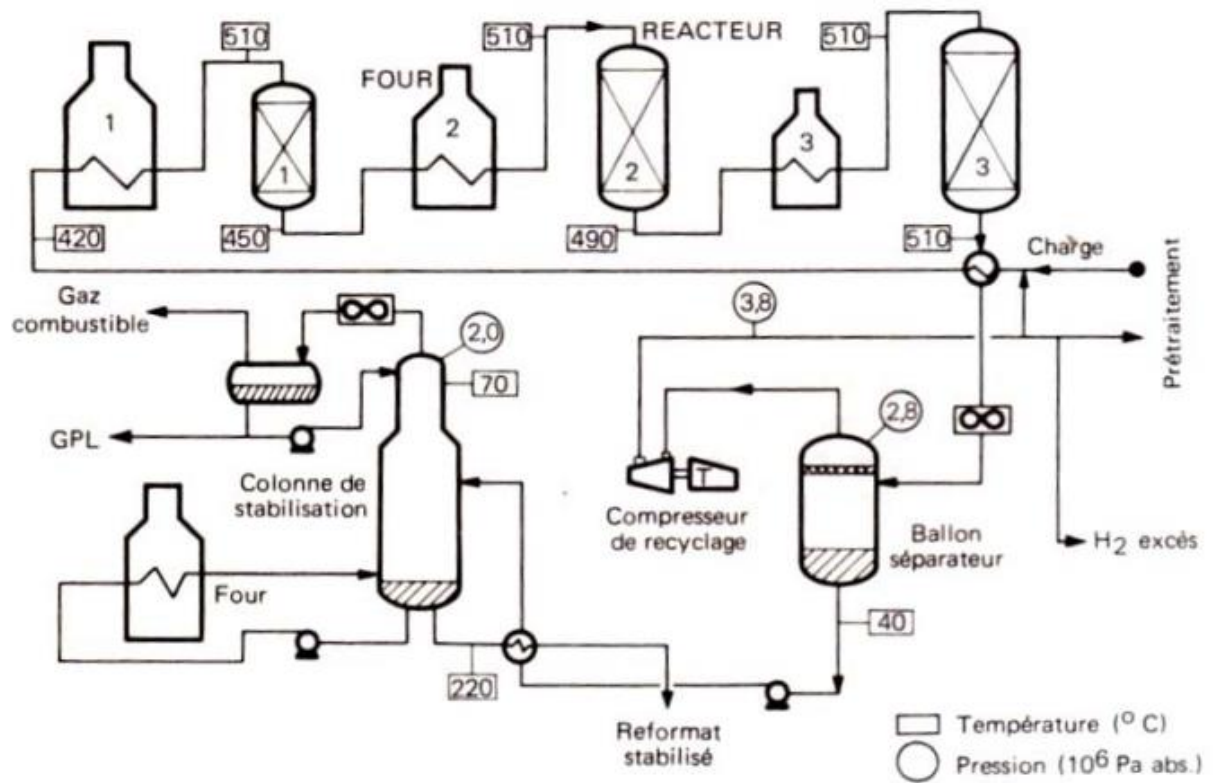 510
510
REACTEUR
510
FOUR
1
2
3
1
2
3
420
450
490
510
Charge
Prétraitement
Gaz
combustible
2,0
3,8
70
2,8
GPL
Colonne de
stabilisation
T
Compresseur
de recyclage
Ballon
séparateur
H2 excés
Four
40
220
Reformat
stabilisé
Température (°C)
Pression (10⁶ Pa abs.)